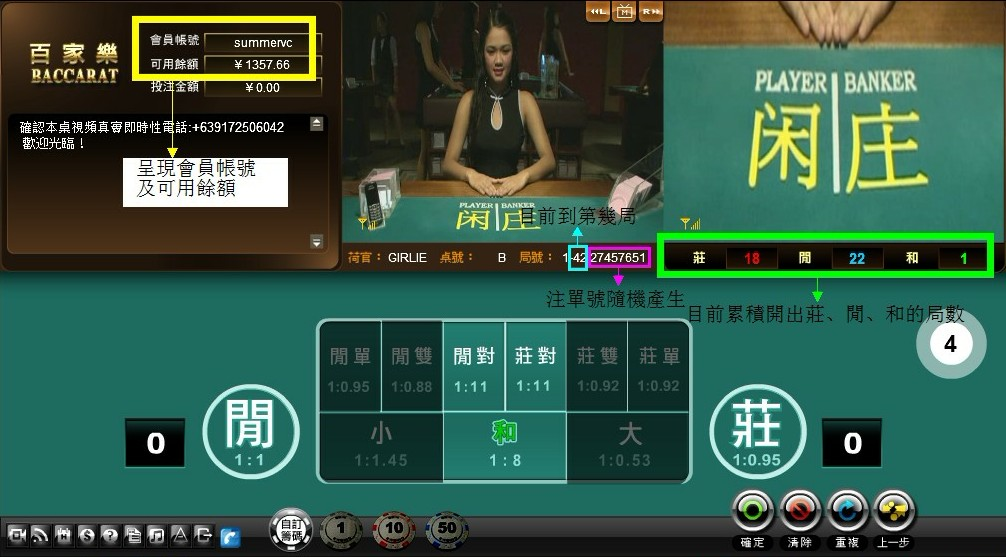 百家樂
BACCARAT
會員帳號 summervc
可用餘額 ￥1357.66
投注金額 ￥0.00
確認本桌視頻真實即時性電話:+639172506042
歡迎光臨！
呈現會員帳號
及可用餘額
L M R
PLAYER BANKER
闲 庄
PLAYER BANKER
闲 庄
目前到第幾局
荷官： GIRLIE 桌號： B 局號： 1-42 27457651
莊 18 閒 22 和 1
注單號隨機產生
目前累積開出莊、閒、和的局數
4
閒單 閒雙 閒對 莊對 莊雙 莊單
1:0.95 1:0.88 1:11 1:11 1:0.92 1:0.92
0 閒 小 和 大 莊 0
1:1 1:1.45 1:8 1:0.53 1:0.95
自訂
籌碼
1 10 50
確定 清除 重複 上一步